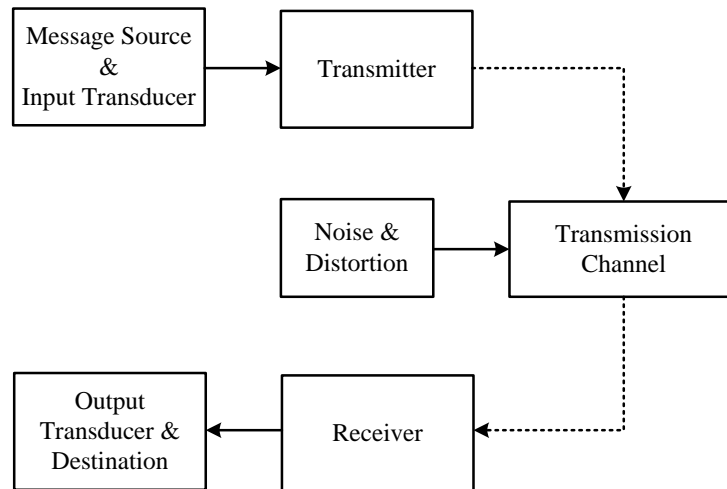 Message Source
&
Input Transducer
Transmitter
Noise &
Distortion
Transmission
Channel
Output
Transducer &
Destination
Receiver